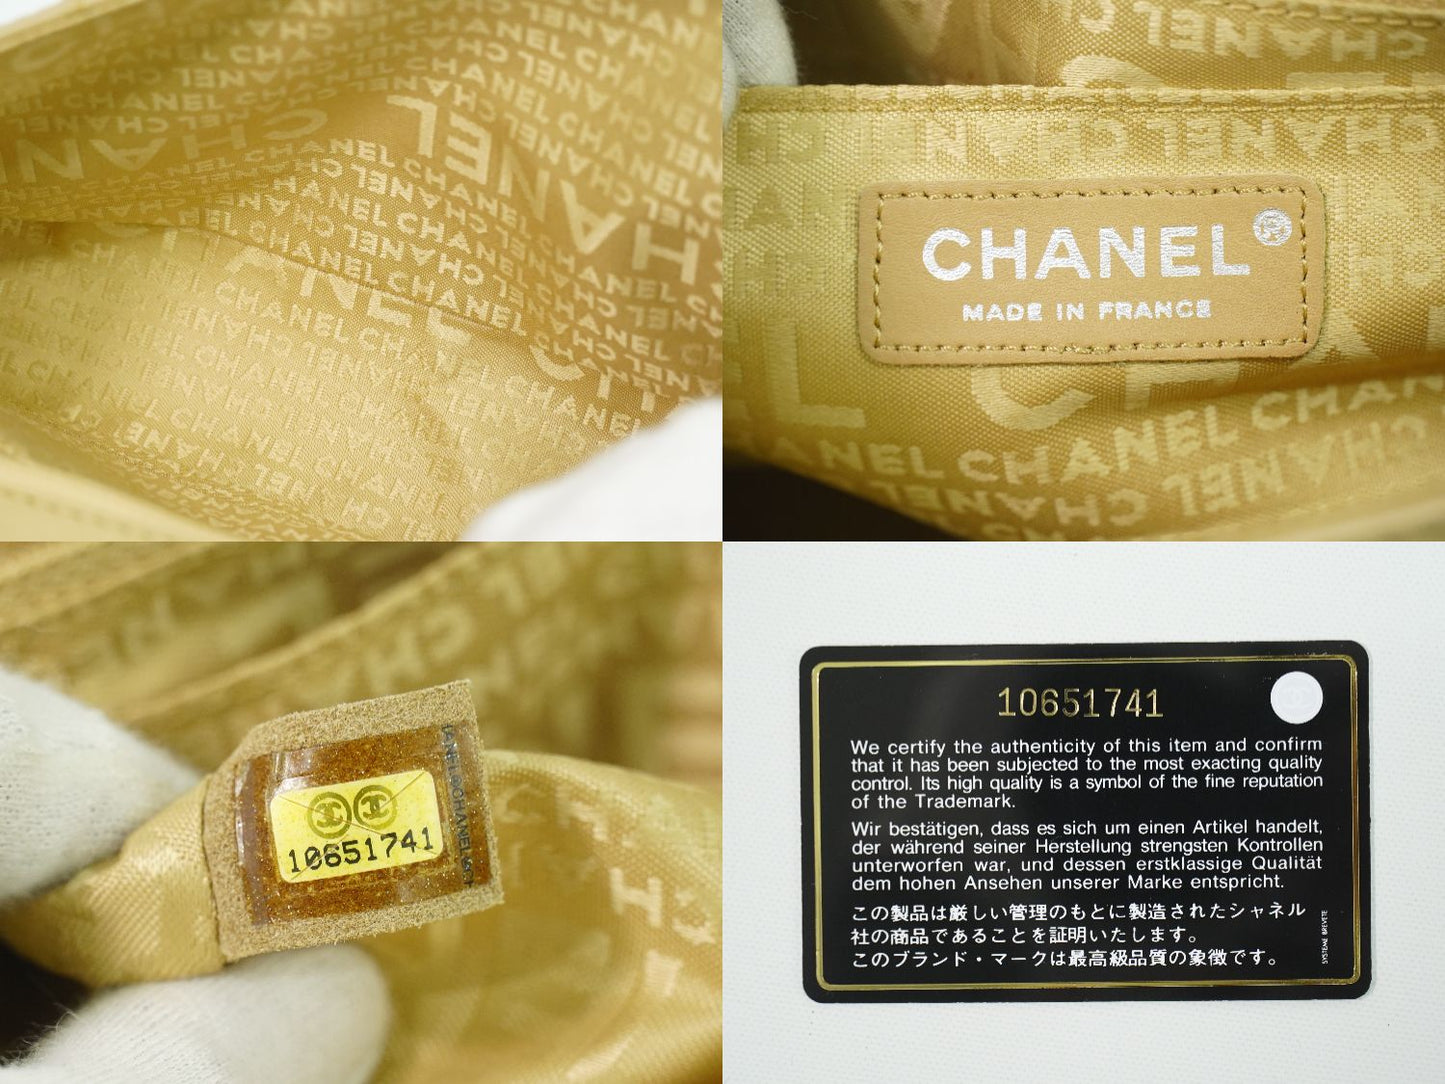 CHANEL
CHANEL®
MADE IN FRANCE
CHANEL CHANEL
10651741
10651741
We certify the authenticity of this item and confirm
that it has been subjected to the most exacting quality
control. Its high quality is a symbol of the fine reputation
of the Trademark.
Wir bestätigen, dass es sich um einen Artikel handelt,
der während seiner Herstellung strengsten Kontrollen
unterworfen war, und dessen erstklassige Qualität
dem hohen Ansehen unserer Marke entspricht.
この製品は厳しい管理のもとに製造されたシャネル
社の商品であることを証明いたします。
このブランド・マークは最高級品質の象徴です。
SYSTEME BREVETE